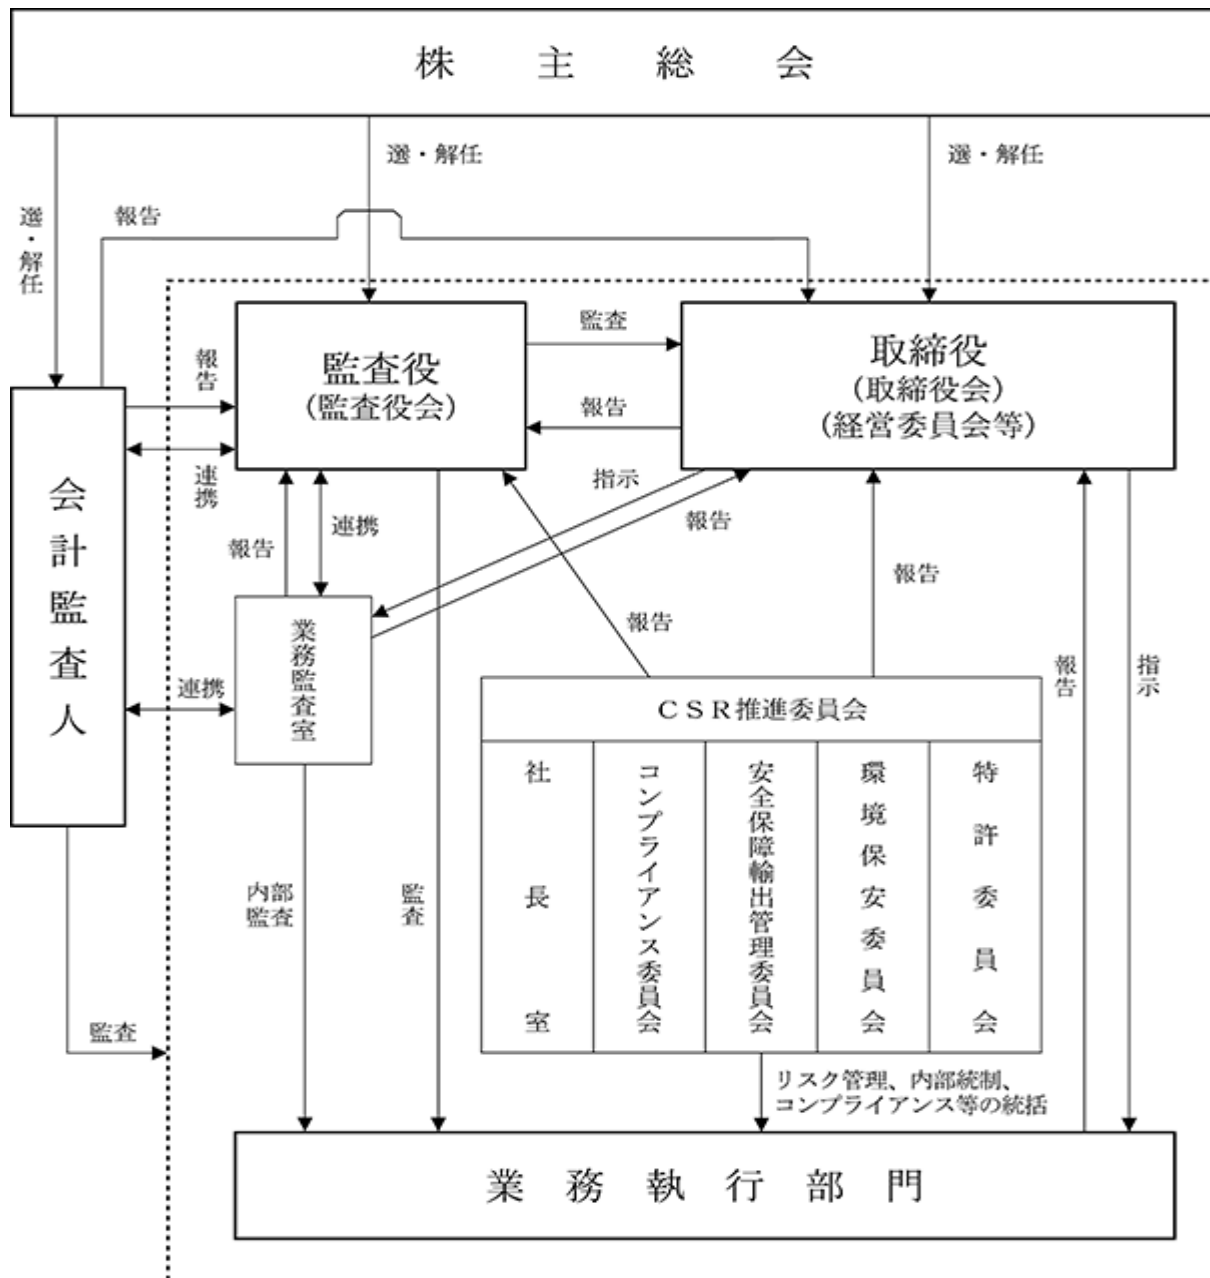 株主総会
選・解任
選・解任
選・解任
報告
監査役
(監査役会)
監査
報告
取締役
(取締役会)
(経営委員会等)
報告
連携
会計監査人
報告
連携
指示
報告
業務監査室
連携
報告
報告
報告
指示
CSR推進委員会
社長室
コンプライアンス委員会
安全保障輸出管理委員会
環境保安委員会
特許委員会
内部
監査
監査
監査
リスク管理、内部統制、
コンプライアンス等の統括
業務執行部門